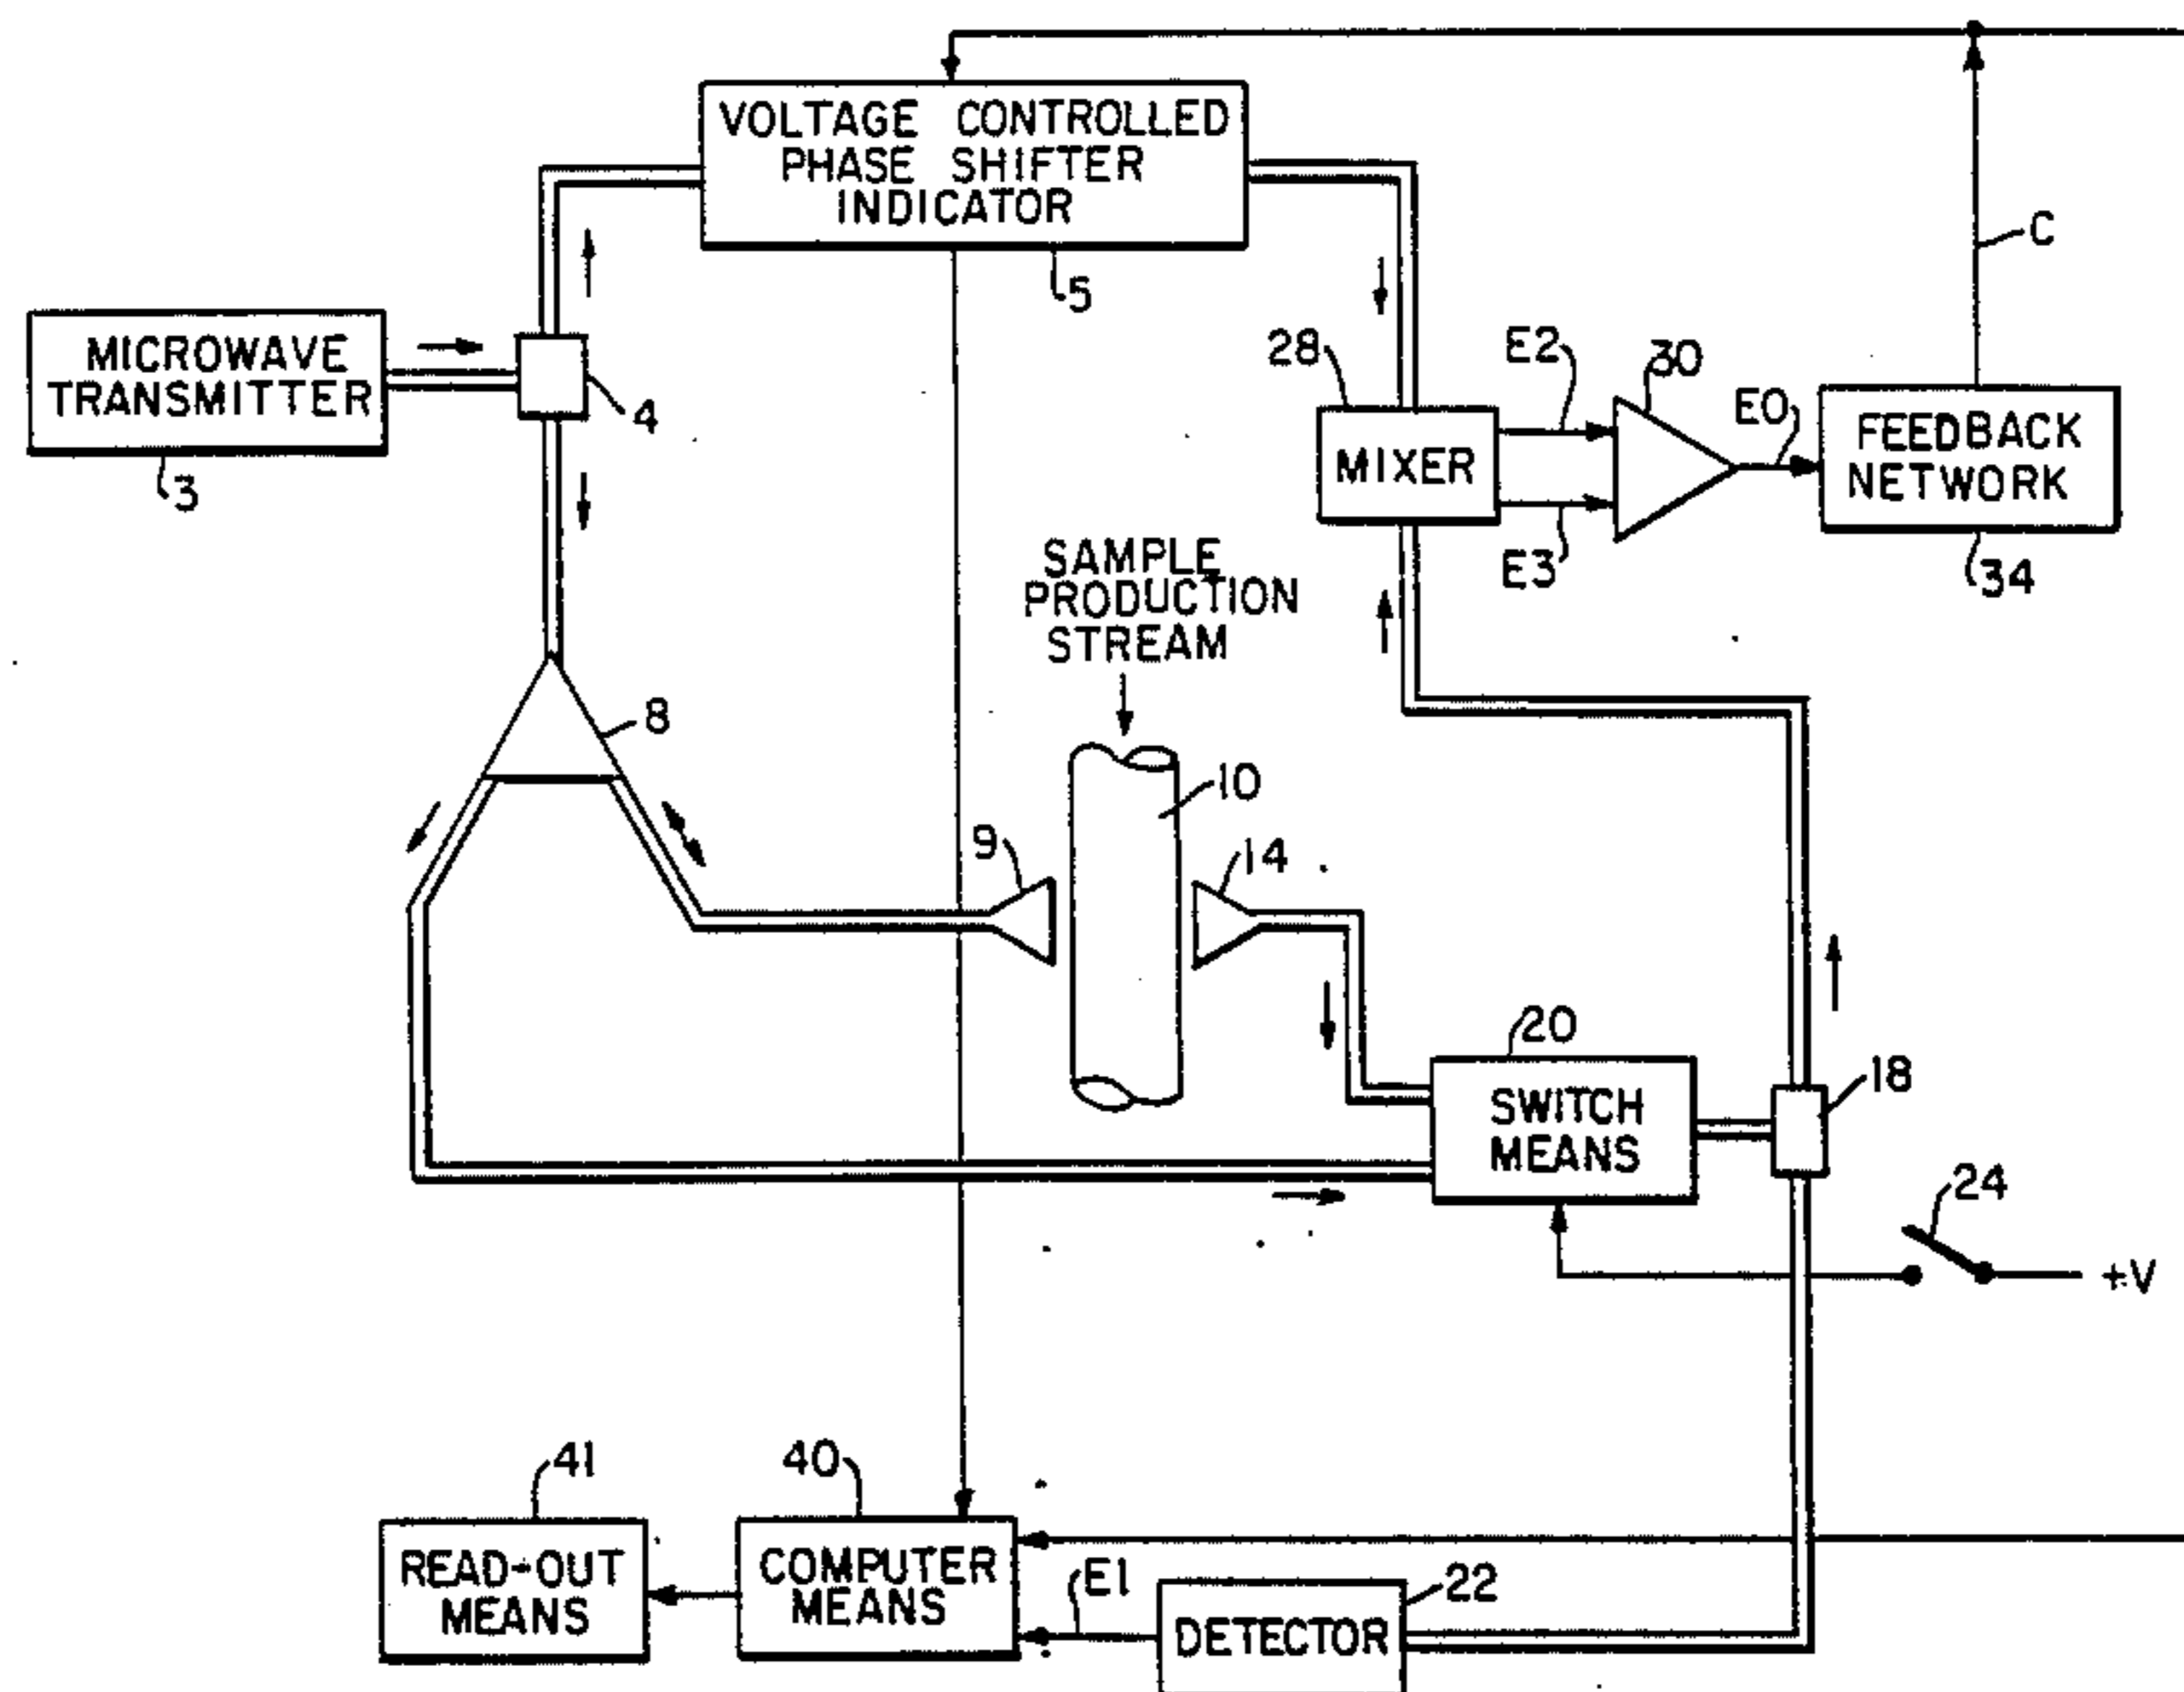 VOLTAGE CONTROLLED
PHASE SHIFTER
INDICATOR
5
C
MICROWAVE
TRANSMITTER
3
4
28
MIXER
E2
E3
30
E0
FEEDBACK
NETWORK
34
SAMPLE
PRODUCTION
STREAM
8
10
9
14
20
SWITCH
MEANS
18
24
+V
41
READ-OUT
MEANS
40
COMPUTER
MEANS
E1
22
DETECTOR